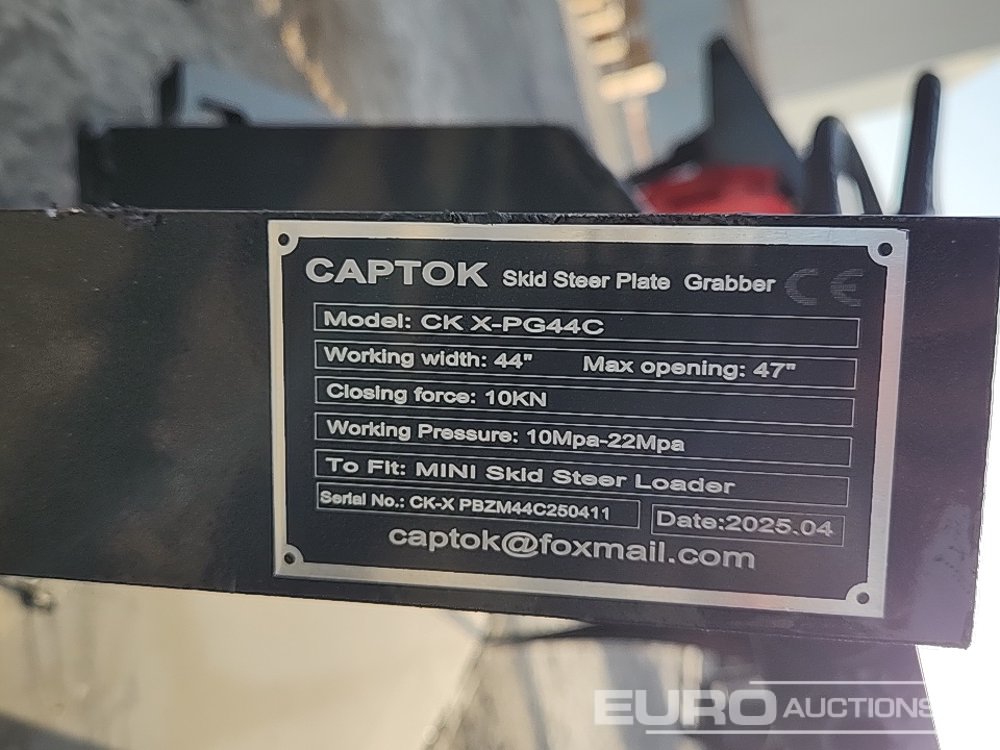 CAPTOK Skid Steer Plate Grabber CE
Model: CK X-PG44C
Working width: 44" Max opening: 47"
Closing force: 10KN
Working Pressure: 10Mpa-22Mpa
To Fit: MINI Skid Steer Loader
Serial No.: CK-X PBZM44C250411 Date:2025.04
captok@foxmail.com
EURO AUCTIONS